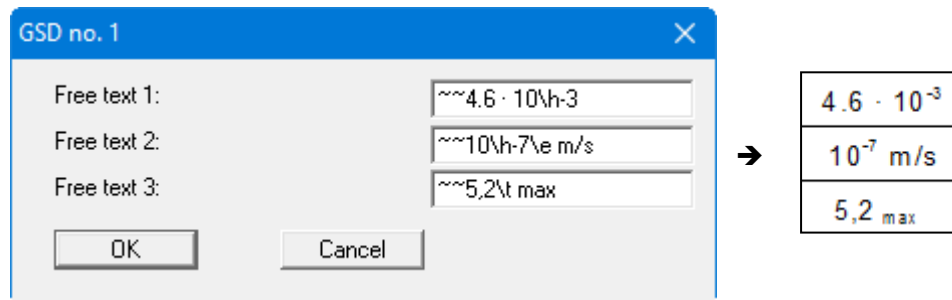 GSD no. 1
Free text 1: ~~4.6 · 10\h-3
Free text 2: ~~10\h-7\e m/s
Free text 3: ~~5,2\t max
OK Cancel
➔
4.6 · 10⁻³
10⁻⁷ m/s
5,2 ₘₐₓ